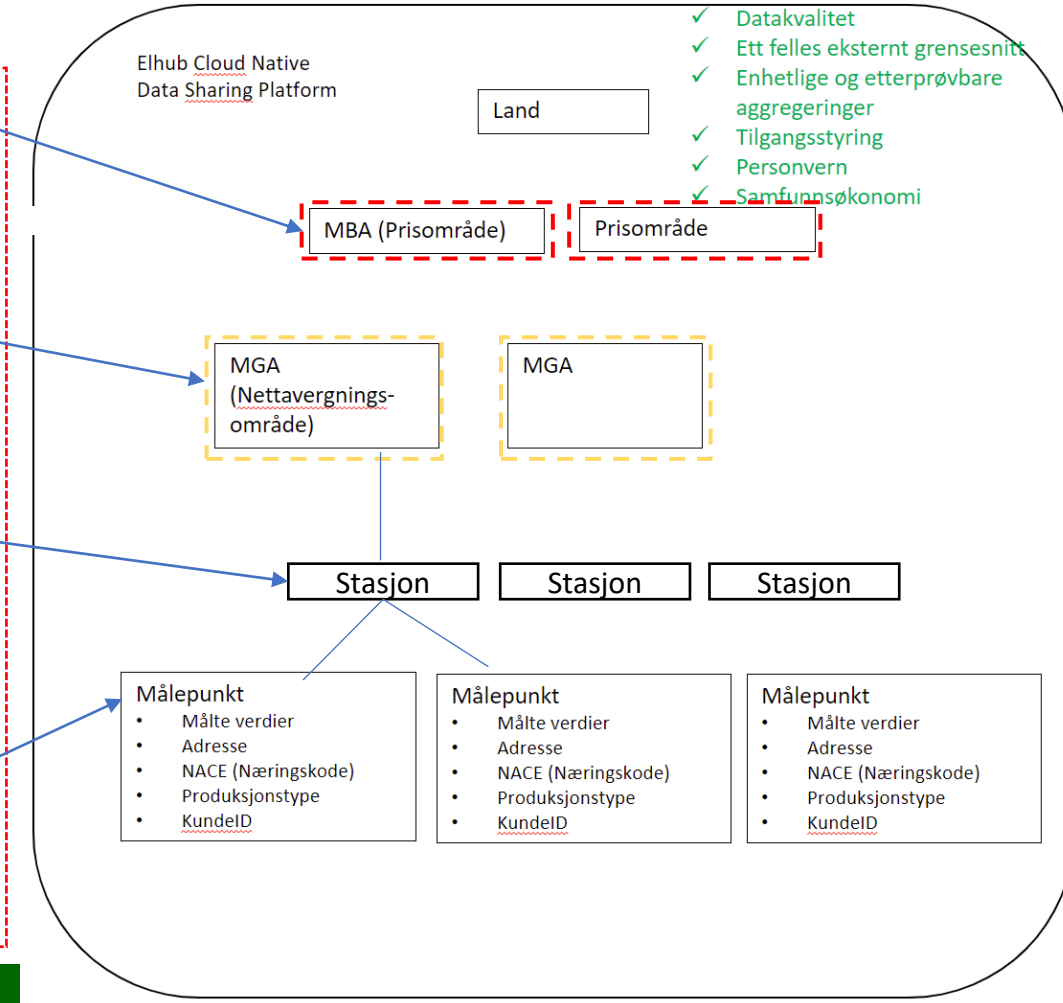 Elhub Cloud Native
Data Sharing Platform
Datakvalitet
Ett felles eksternt grensesnitt
Enhetlige og etterprøvbare
aggregeringer
Tilgangsstyring
Personvern
Samfunnsøkonomi
Land
MBA (Prisområde)
Prisområde
MGA
(Nettavergnings-
område)
MGA
Stasjon
Stasjon
Stasjon
Målepunkt
• Målte verdier
• Adresse
• NACE (Næringskode)
• Produksjonstype
• KundeID
Målepunkt
• Målte verdier
• Adresse
• NACE (Næringskode)
• Produksjonstype
• KundeID
Målepunkt
• Målte verdier
• Adresse
• NACE (Næringskode)
• Produksjonstype
• KundeID